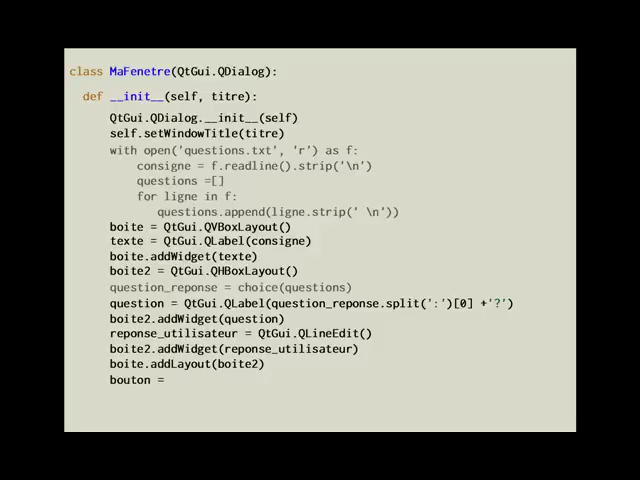 class MaFenetre(QtGui.QDialog):
def __init__(self, titre):
QtGui.QDialog.__init__(self)
self.setWindowTitle(titre)
with open('questions.txt', 'r') as f:
consigne = f.readline().strip('\n')
questions =[]
for ligne in f:
questions.append(ligne.strip(' \n'))
boite = QtGui.QVBoxLayout()
texte = QtGui.QLabel(consigne)
boite.addWidget(texte)
boite2 = QtGui.QHBoxLayout()
question_reponse = choice(questions)
question = QtGui.QLabel(question_reponse.split(':')[0] +'?')
boite2.addWidget(question)
reponse_utilisateur = QtGui.QLineEdit()
boite2.addWidget(reponse_utilisateur)
boite.addLayout(boite2)
bouton =